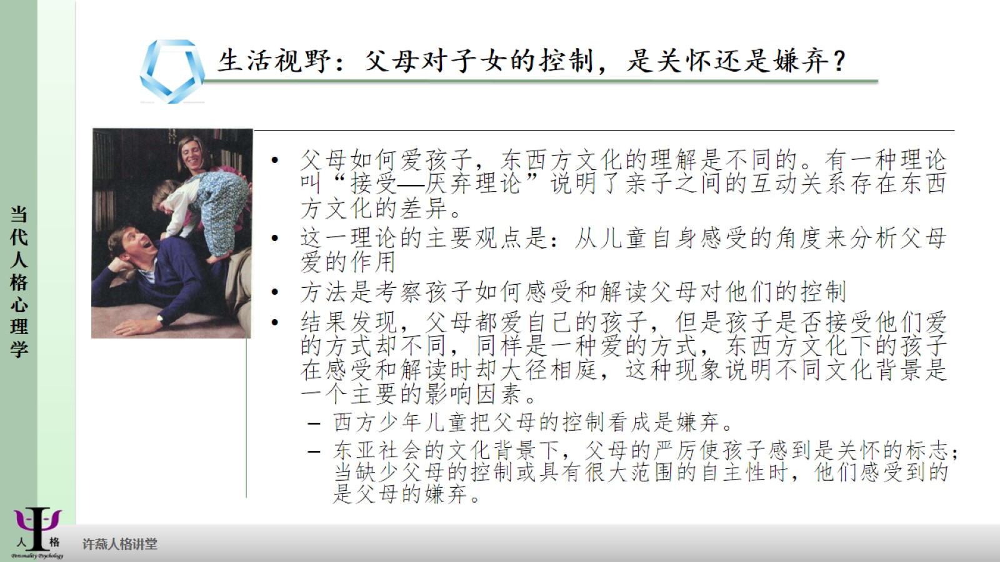 生活视野：父母对子女的控制，是关怀还是嫌弃？
• 父母如何爱孩子，东西方文化的理解是不同的。有一种理论
叫“接受—厌弃理论”说明了亲子之间的互动关系存在东西
方文化的差异。
• 这一理论的主要观点是：从儿童自身感受的角度来分析父母
爱的作用
• 方法是考察孩子如何感受和解读父母对他们的控制
• 结果发现，父母都爱自己的孩子，但是孩子是否接受他们爱
的方式却不同，同样是一种爱的方式，东西方文化下的孩子
在感受和解读时却大径相庭，这种现象说明不同文化背景是
一个主要的影响因素。
– 西方少年儿童把父母的控制看成是嫌弃。
– 东亚社会的文化背景下，父母的严厉使孩子感到是关怀的标志；
当缺少父母的控制或具有很大范围的自主性时，他们感受到的
是父母的嫌弃。
当代人格心理学
人格
Personality Psychology
许燕人格讲堂